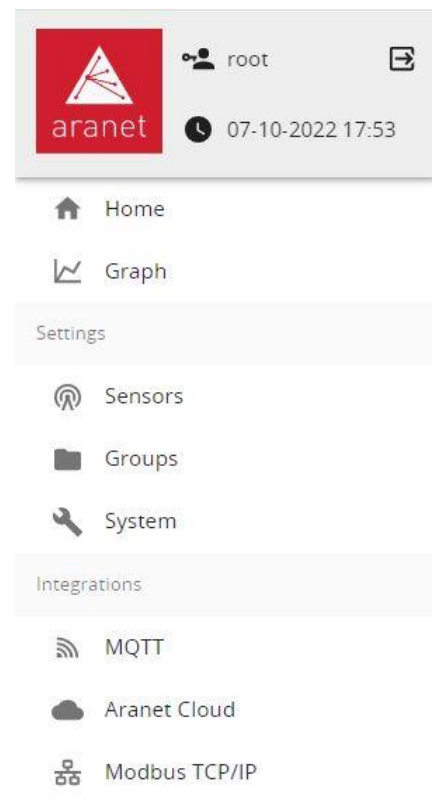 root
aranet
07-10-2022 17:53
Home
Graph
Settings
Sensors
Groups
System
Integrations
MQTT
Aranet Cloud
Modbus TCP/IP